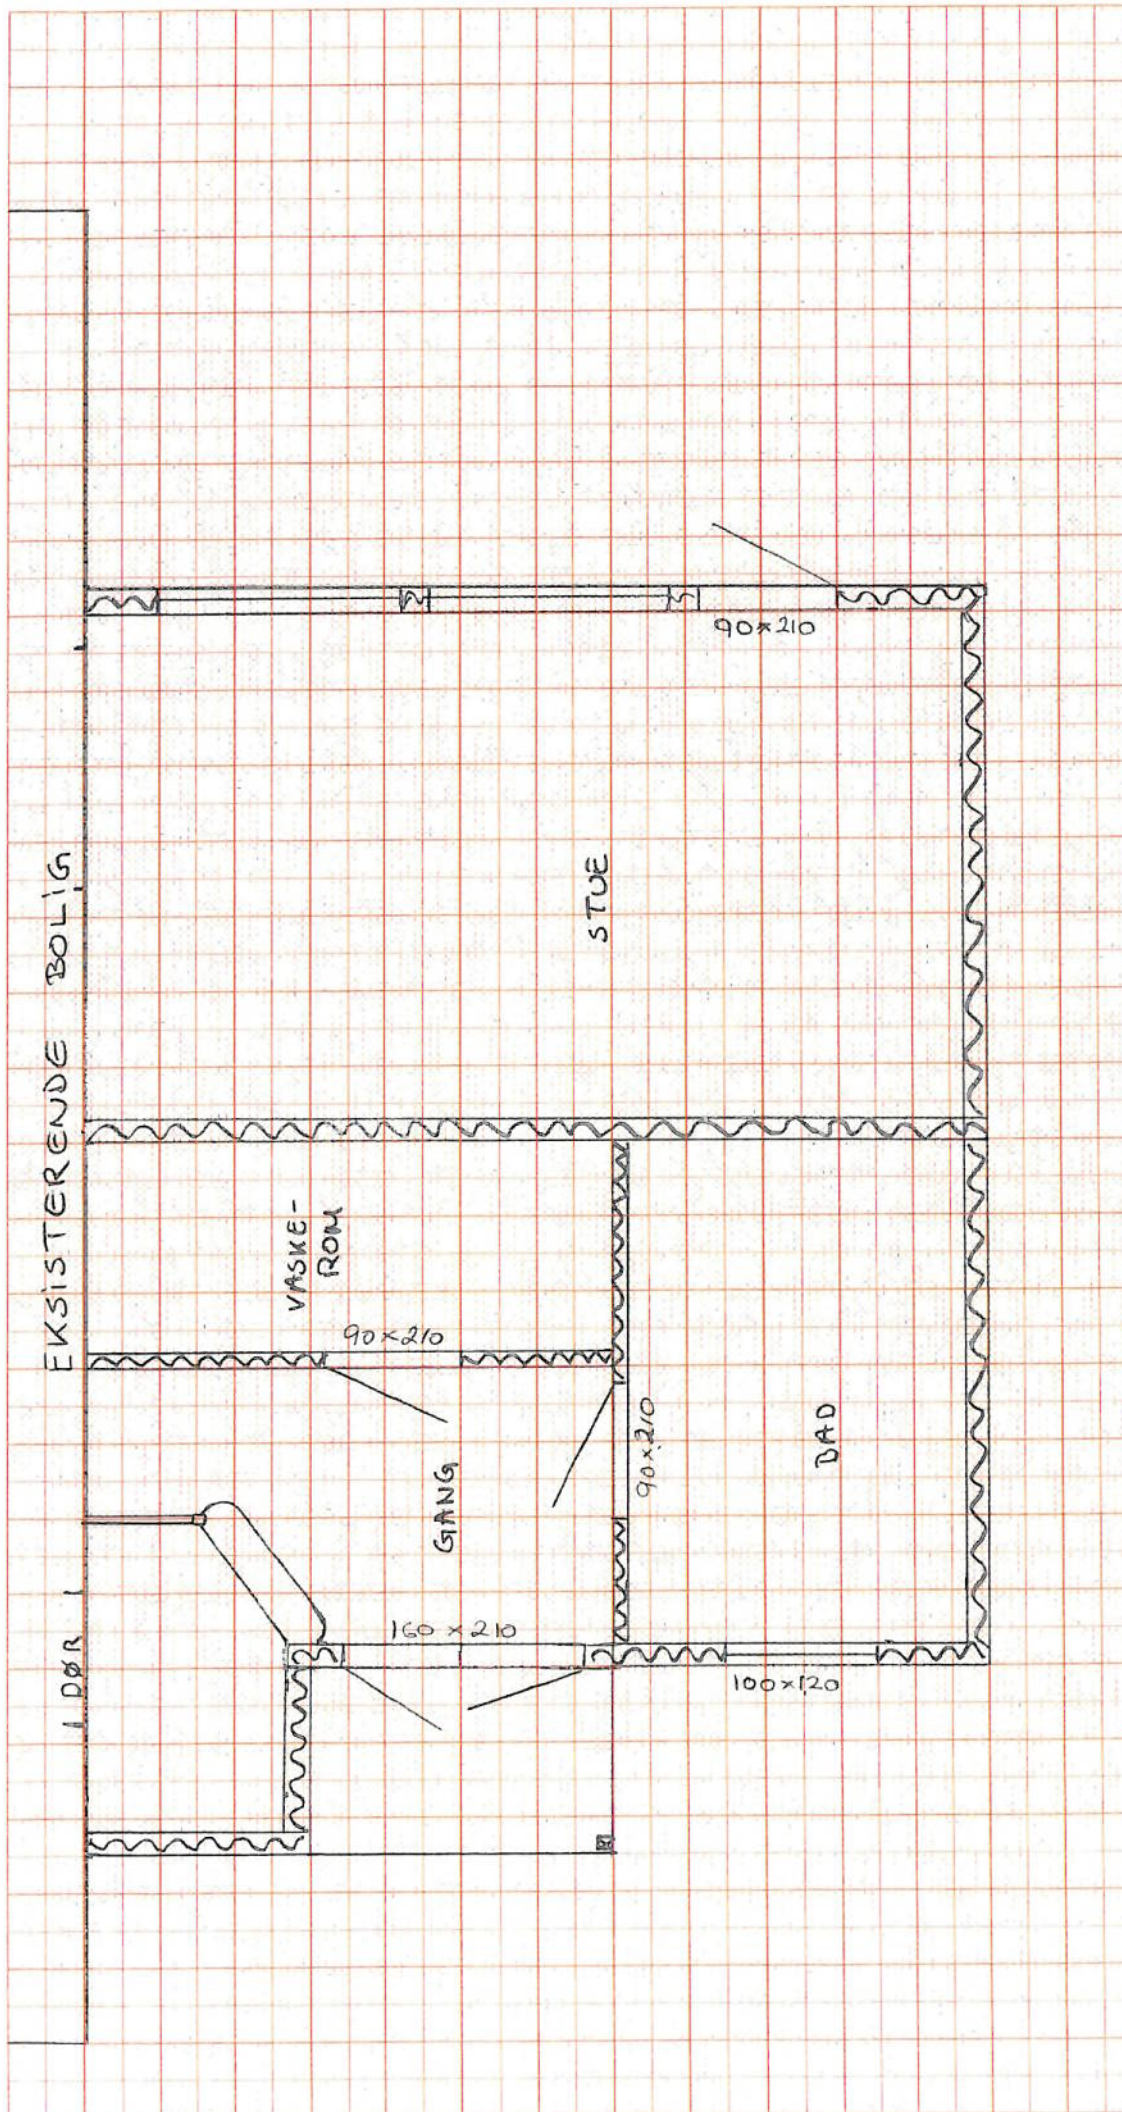 EKSISTERENDE BOLIG
1 DØR
VASKE-
ROM
90×210
GANG
160 × 210
90×210
BAD
100×120
STUE
90×210